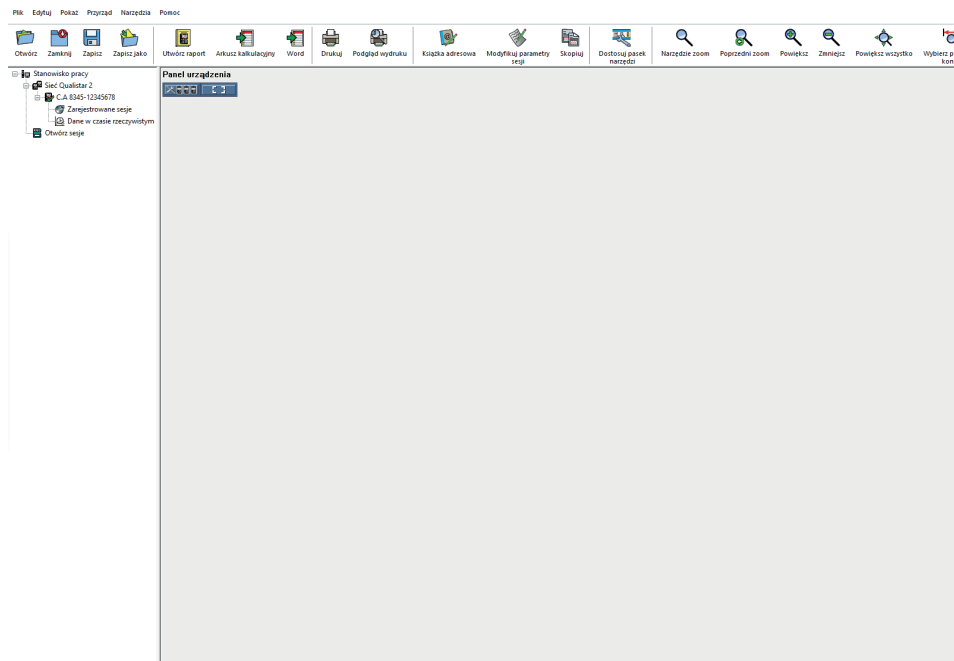 Plik Edytuj Pokaż Przyrząd Narzędzia Pomoc
Otwórz Zamknij Zapisz Zapisz jako Utwórz raport Arkusz kalkulacyjny Word Drukuj Podgląd wydruku Książka adresowa Modyfikuj parametry sesji Skopiuj Dostosuj pasek narzędzi Narzędzie zoom Poprzedni zoom Powiększ Zmniejsz Powiększ wszystko Wybierz p
kon
Stanowisko pracy
Sieć Qualistar 2
C.A 8345-12345678
Zarejestrowane sesje
Dane w czasie rzeczywistym
Otwórz sesje
Panel urządzenia